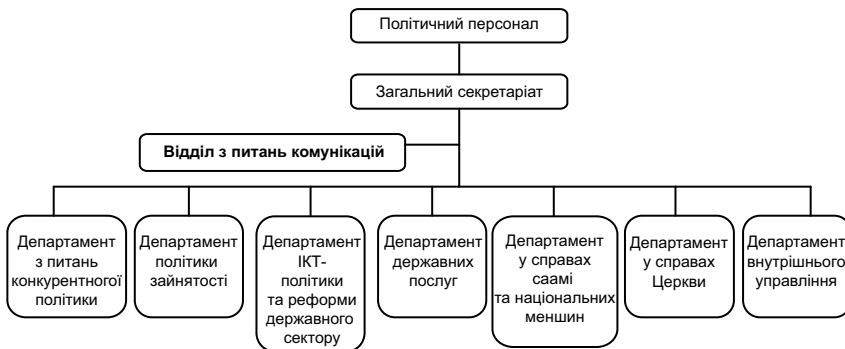 Політичний персонал
Загальний секретаріат
Відділ з питань комунікацій
Департамент
з питань
конкурентного
політики
Департамент
політики
зайнятості
Департамент
ІКТ-
політики
та реформи
державного
сектору
Департамент
державних
послуг
Департамент
у справах
саамі
та національних
меншин
Департамент
у справах
Церкви
Департамент
внутрішнього
управління